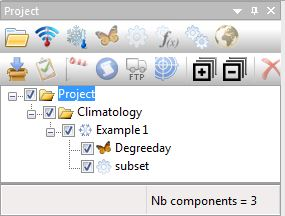 Project
f(x)
FTP
Project
Climatology
Example 1
Degreeday
subset
Nb components = 3